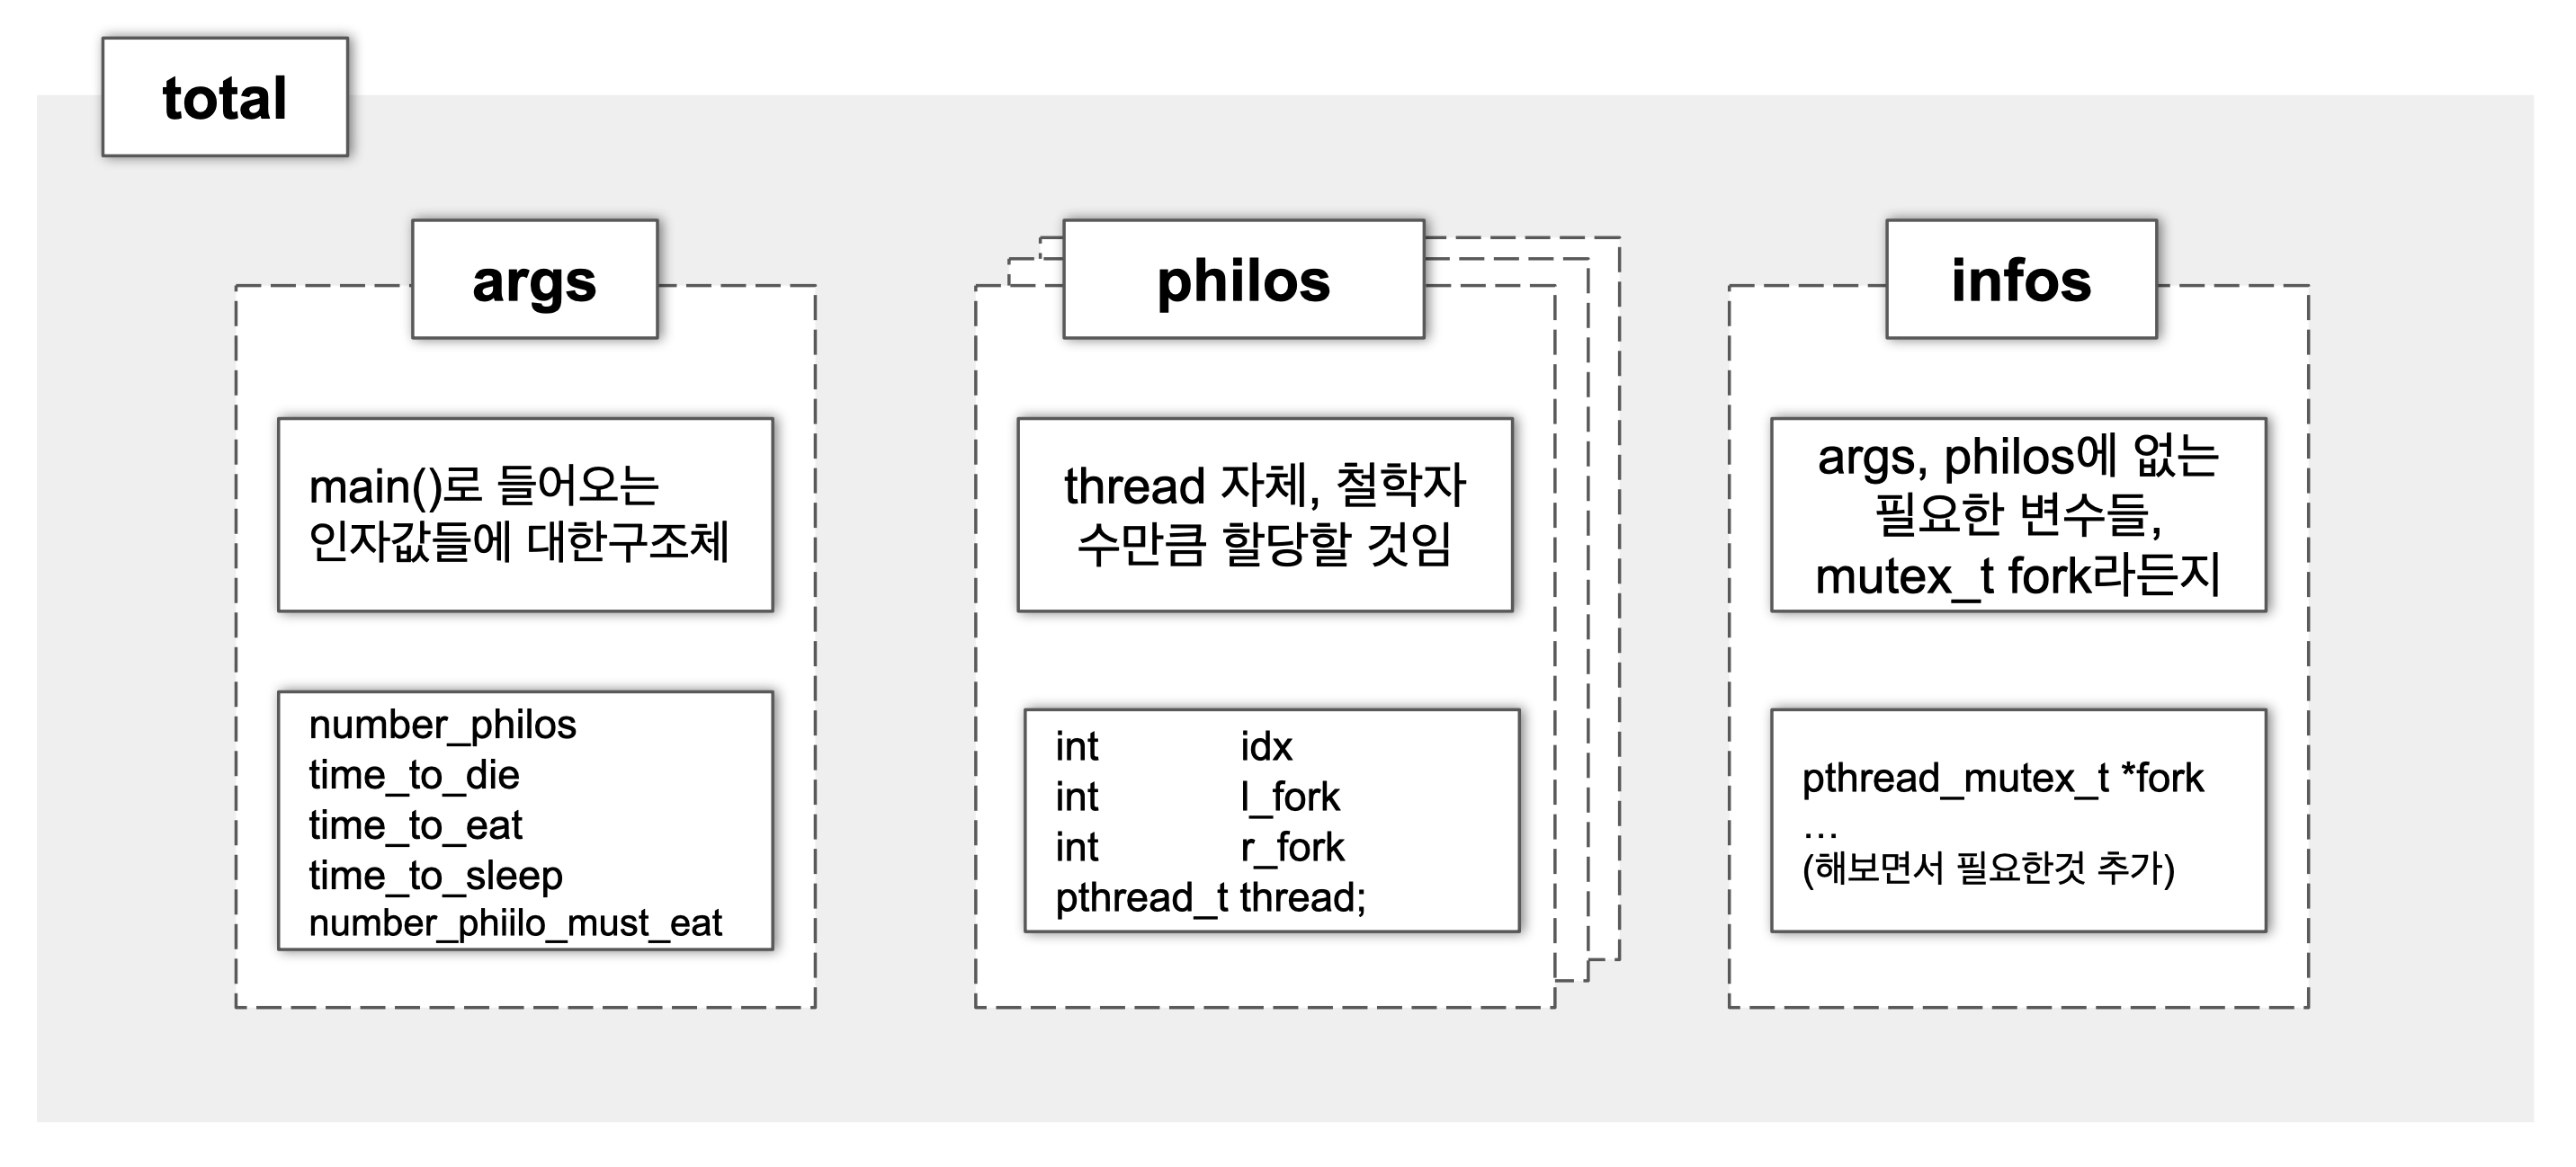 total
args
main()로 들어오는
인자값들에 대한구조체
number_philos
time_to_die
time_to_eat
time_to_sleep
number_phiilo_must_eat
philos
thread 자체, 철학자
수만큼 할당할 것임
int idx
int l_fork
int r_fork
pthread_t thread;
infos
args, philos에 없는
필요한 변수들,
mutex_t fork라든지
pthread_mutex_t *fork
...
(해보면서 필요한것 추가)